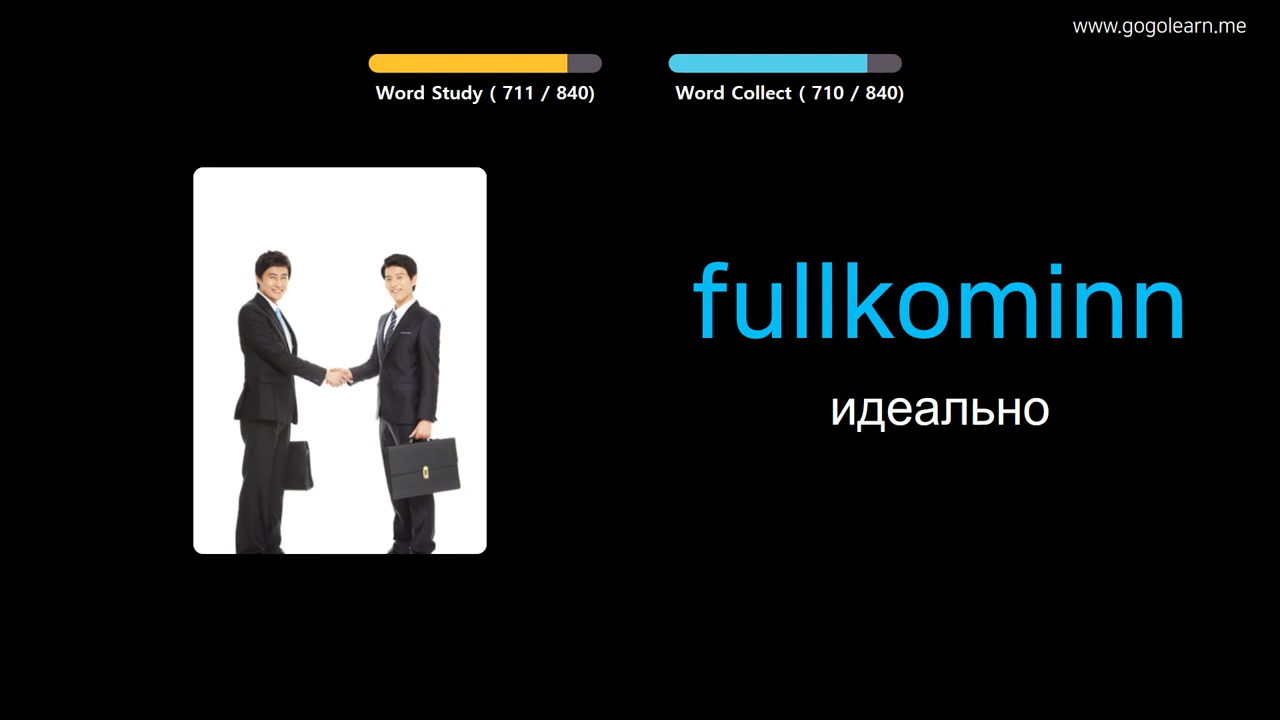 www.gogolearn.me
Word Study ( 711 / 840)
Word Collect ( 710 / 840)
fullkominn
идеально